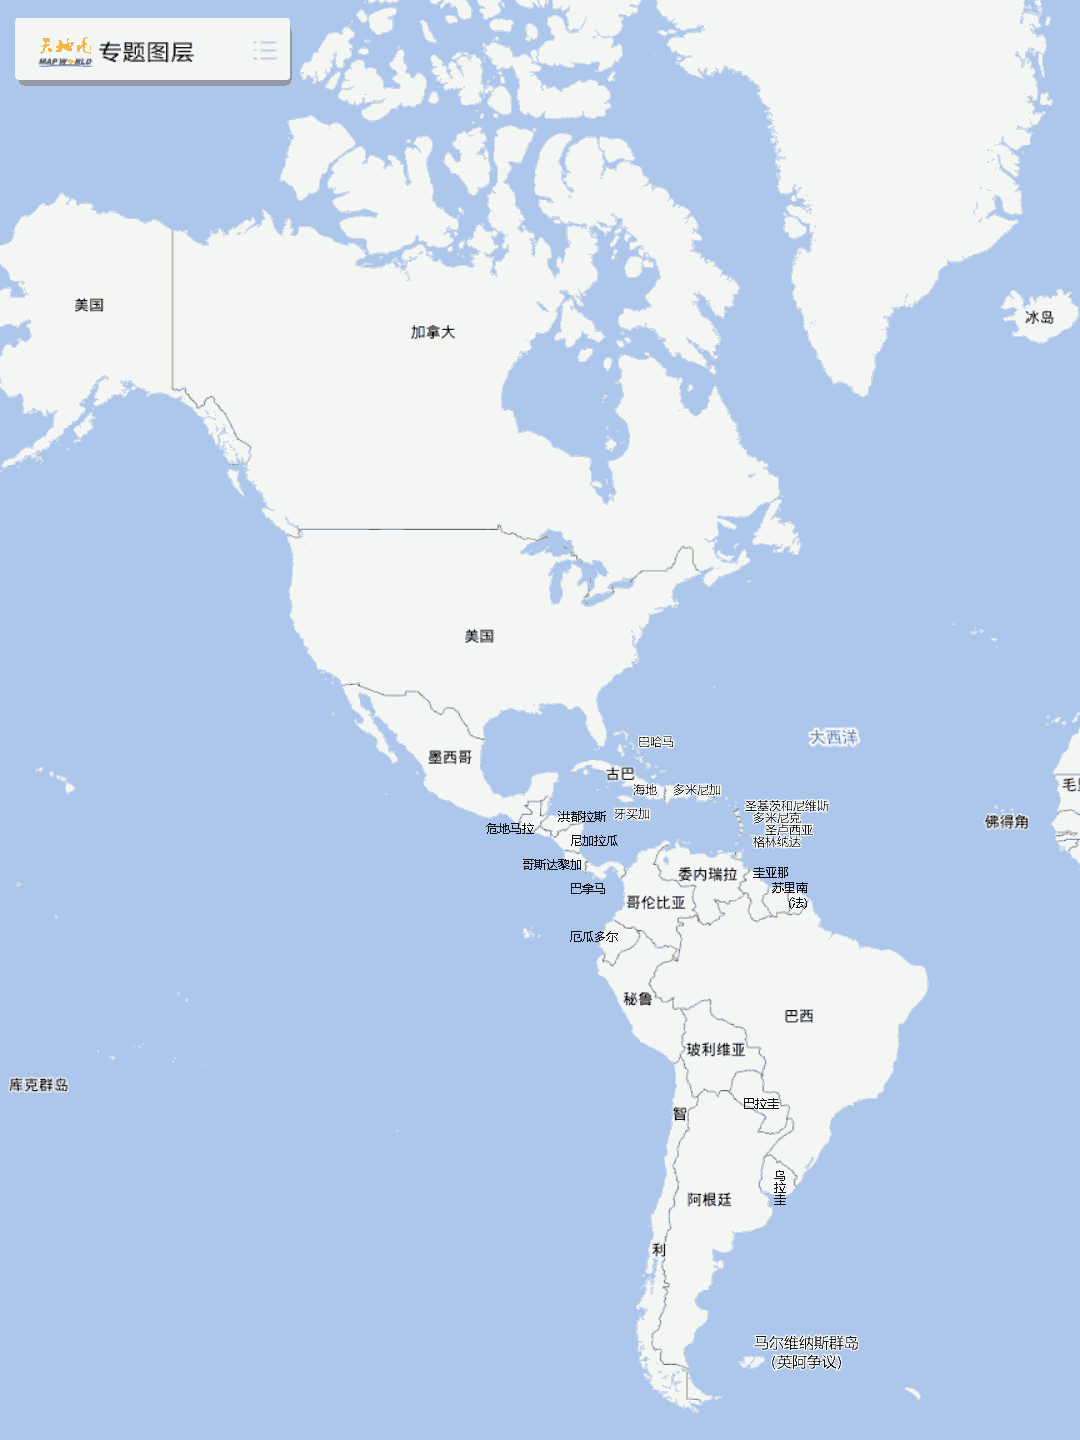 天地图
MAP WORLD
专题图层
美国
加拿大
冰岛
美国
大西洋
巴哈马
墨西哥
古巴
海地
多米尼加
毛里
圣基茨和尼维斯
牙买加
洪都拉斯
多米尼克
佛得角
危地马拉
圣卢西亚
尼加拉瓜
格林纳达
哥斯达黎加
委内瑞拉
圭亚那
巴拿马
苏里南
哥伦比亚
(法)
厄瓜多尔
秘鲁
巴西
玻利维亚
库克群岛
巴拉圭
智
利
乌拉圭
阿根廷
马尔维纳斯群岛
(英阿争议)